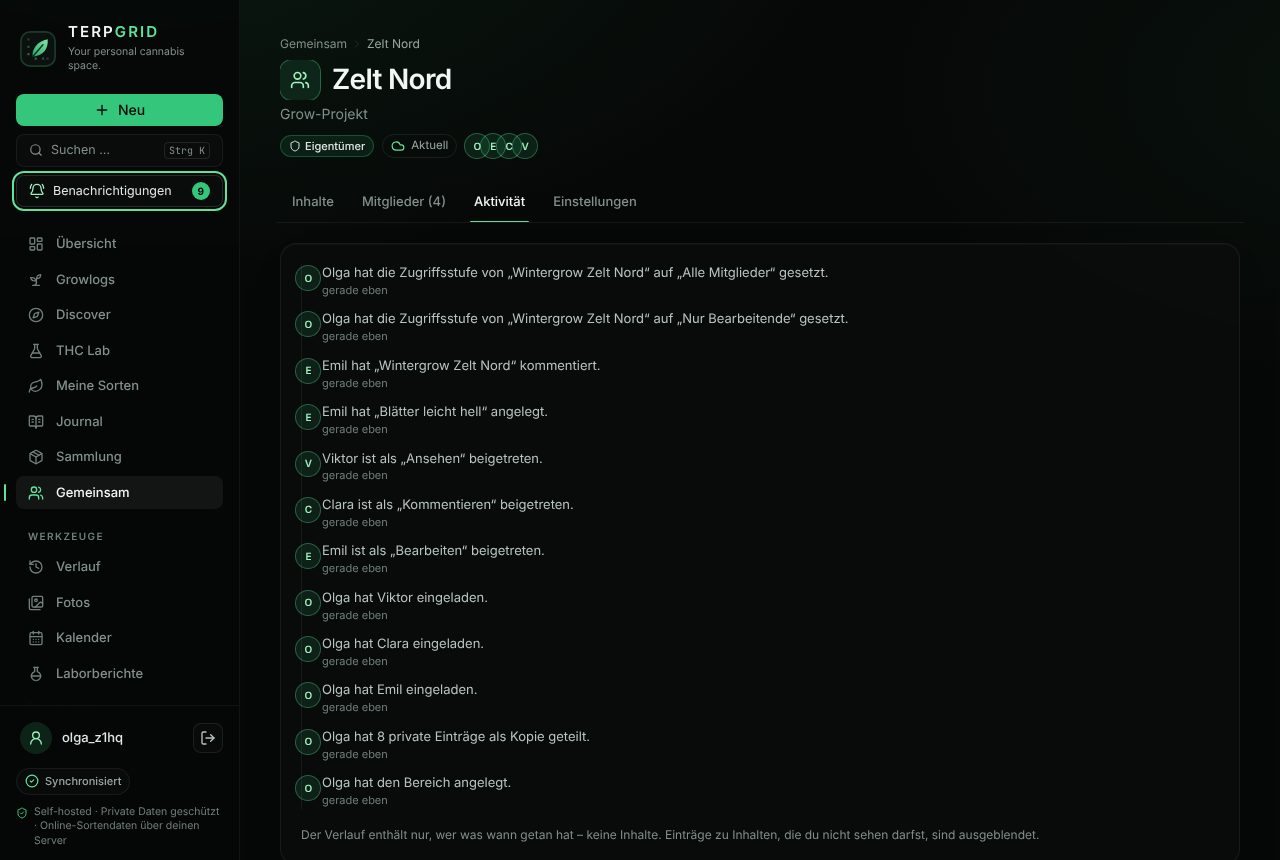 TERPGRID
Your personal cannabis
space.
Neu
Suchen ...
Strg K
Benachrichtigungen
9
Übersicht
Growlogs
Discover
THC Lab
Meine Sorten
Journal
Sammlung
Gemeinsam
WERKZEUGE
Verlauf
Fotos
Kalender
Laborberichte
olga_z1hq
Synchronisiert
Self-hosted · Private Daten geschützt
· Online-Sortendaten über deinen
Server
Gemeinsam
Zelt Nord
Zelt Nord
Grow-Projekt
Eigentümer
Aktuell
O E C V
Inhalte
Mitglieder (4)
Aktivität
Einstellungen
O
Olga hat die Zugriffsstufe von „Wintergrow Zelt Nord“ auf „Alle Mitglieder“ gesetzt.
gerade eben
O
Olga hat die Zugriffsstufe von „Wintergrow Zelt Nord“ auf „Nur Bearbeitende“ gesetzt.
gerade eben
E
Emil hat „Wintergrow Zelt Nord“ kommentiert.
gerade eben
E
Emil hat „Blätter leicht hell“ angelegt.
gerade eben
V
Viktor ist als „Ansehen“ beigetreten.
gerade eben
C
Clara ist als „Kommentieren“ beigetreten.
gerade eben
E
Emil ist als „Bearbeiten“ beigetreten.
gerade eben
O
Olga hat Viktor eingeladen.
gerade eben
O
Olga hat Clara eingeladen.
gerade eben
O
Olga hat Emil eingeladen.
gerade eben
O
Olga hat 8 private Einträge als Kopie geteilt.
gerade eben
O
Olga hat den Bereich angelegt.
gerade eben
Der Verlauf enthält nur, wer was wann getan hat – keine Inhalte. Einträge zu Inhalten, die du nicht sehen darfst, sind ausgeblendet.